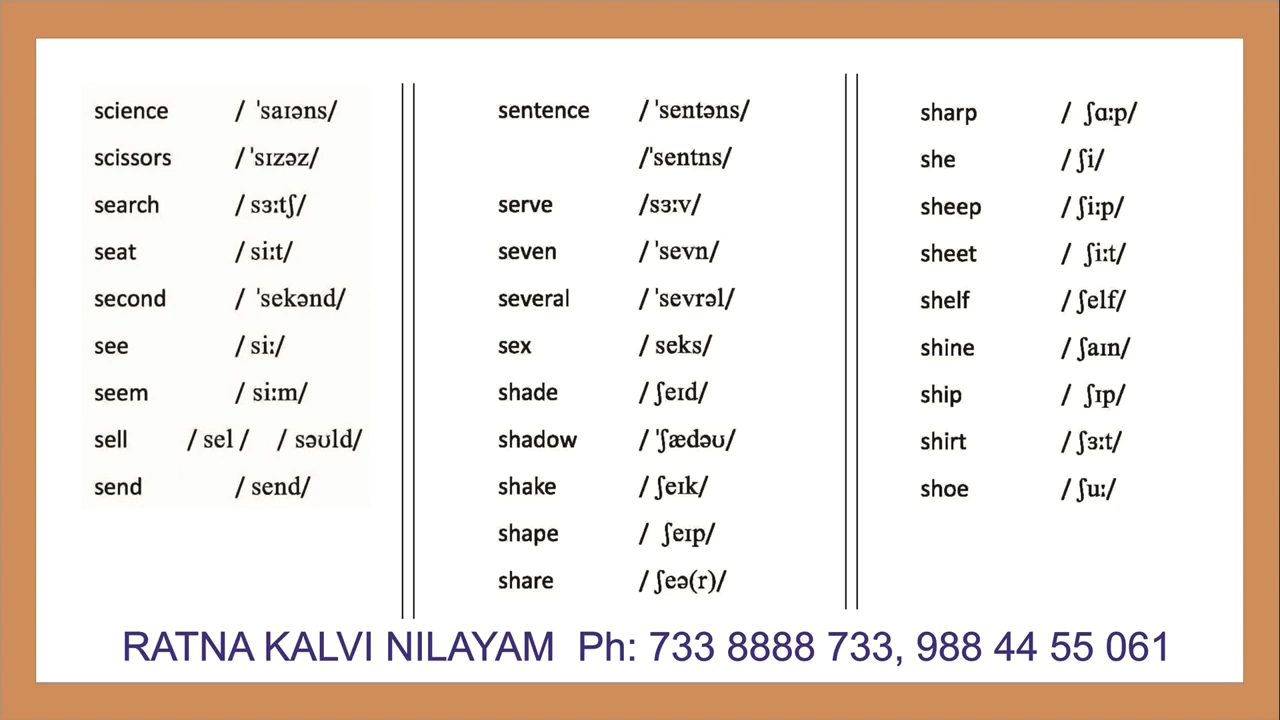 science / ˈsaɪəns/
scissors / ˈsɪzəz/
search / sɜːtʃ/
seat / siːt/
second / ˈsekənd/
see / siː/
seem / siːm/
sell / sel / / səʊld/
send / send/
sentence / ˈsentəns/
/ˈsentns/
serve /sɜːv/
seven / ˈsevn/
several / ˈsevrəl/
sex / seks/
shade / ʃeɪd/
shadow / ˈʃædəʊ/
shake / ʃeɪk/
shape / ʃeɪp/
share / ʃeə(r)/
sharp / ʃɑːp/
she / ʃi/
sheep / ʃiːp/
sheet / ʃiːt/
shelf / ʃelf/
shine / ʃaɪn/
ship / ʃɪp/
shirt / ʃɜːt/
shoe / ʃuː/
RATNA KALVI NILAYAM Ph: 733 8888 733, 988 44 55 061